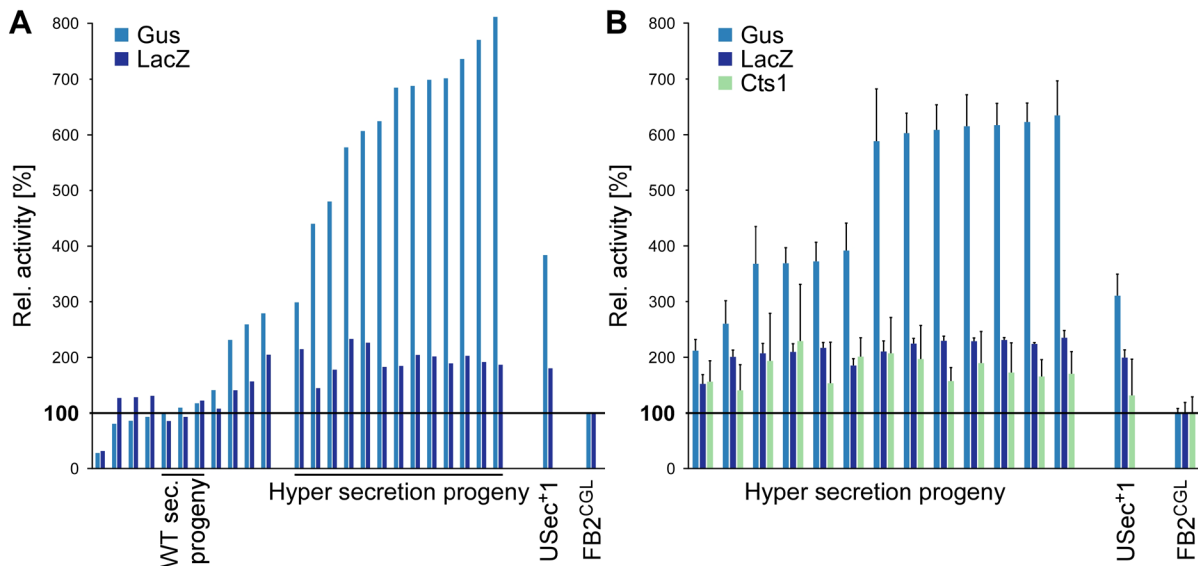 A
Gus
LacZ
Rel. activity [%]
800
700
600
500
400
300
200
100
0
WT sec.
progeny
Hyper secretion progeny
USec+1
FB2CGL
B
Gus
LacZ
Cts1
Rel. activity [%]
800
700
600
500
400
300
200
100
0
Hyper secretion progeny
USec+1
FB2CGL